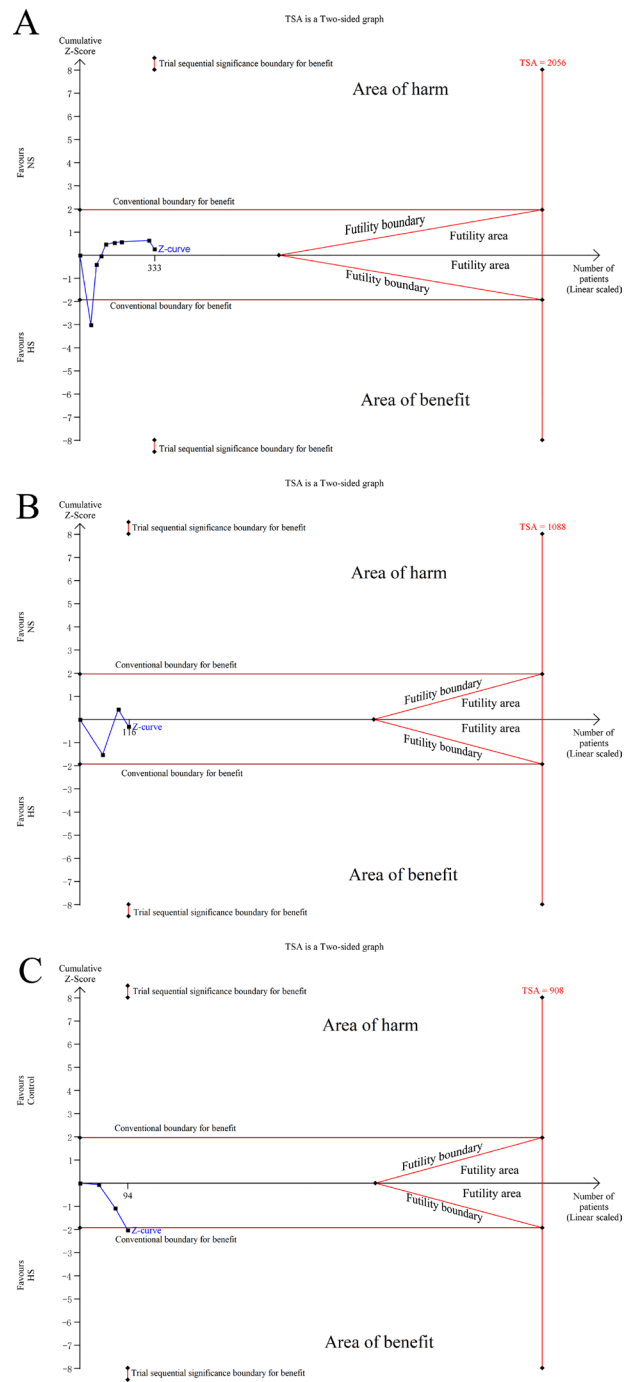 A
TSA is a Two-sided graph
Cumulative
Z-Score
TSA = 2056
Trial sequential significance boundary for benefit
8
Area of harm
7
6
5
Favours
NS
4
3
Conventional boundary for benefit
2
Futility boundary
1
Futility area
Z-curve
333
Futility area
Number of
patients
(Linear scaled)
-1
Futility boundary
-2
Conventional boundary for benefit
-3
Favours
HS
-4
-5
-6
Area of benefit
-7
-8
Trial sequential significance boundary for benefit
TSA is a Two-sided graph
B
Cumulative
Z-Score
TSA = 1088
Trial sequential significance boundary for benefit
8
7
Area of harm
6
5
Favours
NS
4
3
Conventional boundary for benefit
2
Futility boundary
1
Futility area
Z-curve
116
Futility area
Number of
patients
(Linear scaled)
-1
Futility boundary
-2
Conventional boundary for benefit
-3
Favours
HS
-4
-5
-6
Area of benefit
-7
-8
Trial sequential significance boundary for benefit
TSA is a Two-sided graph
C
Cumulative
Z-Score
TSA = 908
Trial sequential significance boundary for benefit
8
7
Area of harm
6
5
Favours
Control
4
3
Conventional boundary for benefit
2
Futility boundary
1
Futility area
94
Futility area
Number of
patients
(Linear scaled)
-1
Futility boundary
-2
Z-curve
Conventional boundary for benefit
-3
Favours
HS
-4
-5
-6
Area of benefit
-7
-8
Trial sequential significance boundary for benefit